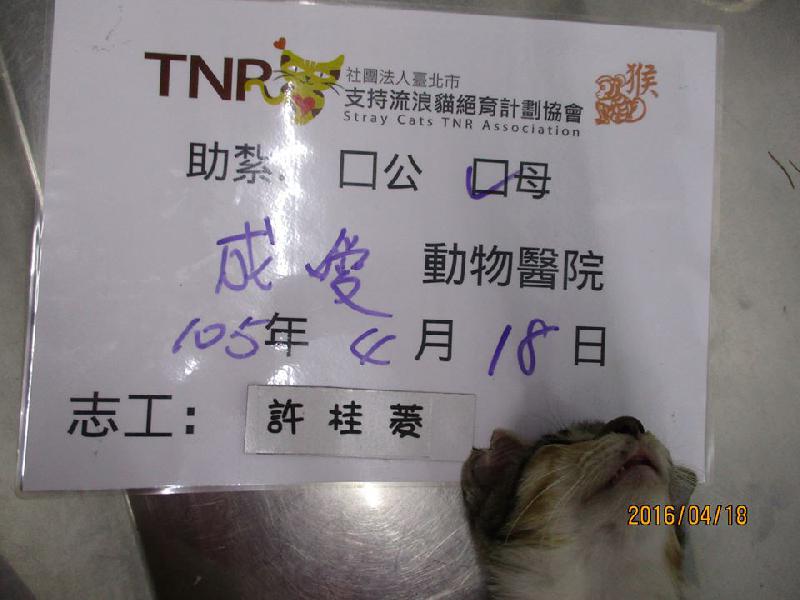 TNR 社團法人臺北市
支持流浪貓絕育計劃協會
Stray Cats TNR Association
猴
助紮: □公 ☑母
成愛 動物醫院
105年 4月 18日
志工: 許桂菱
2016/04/18